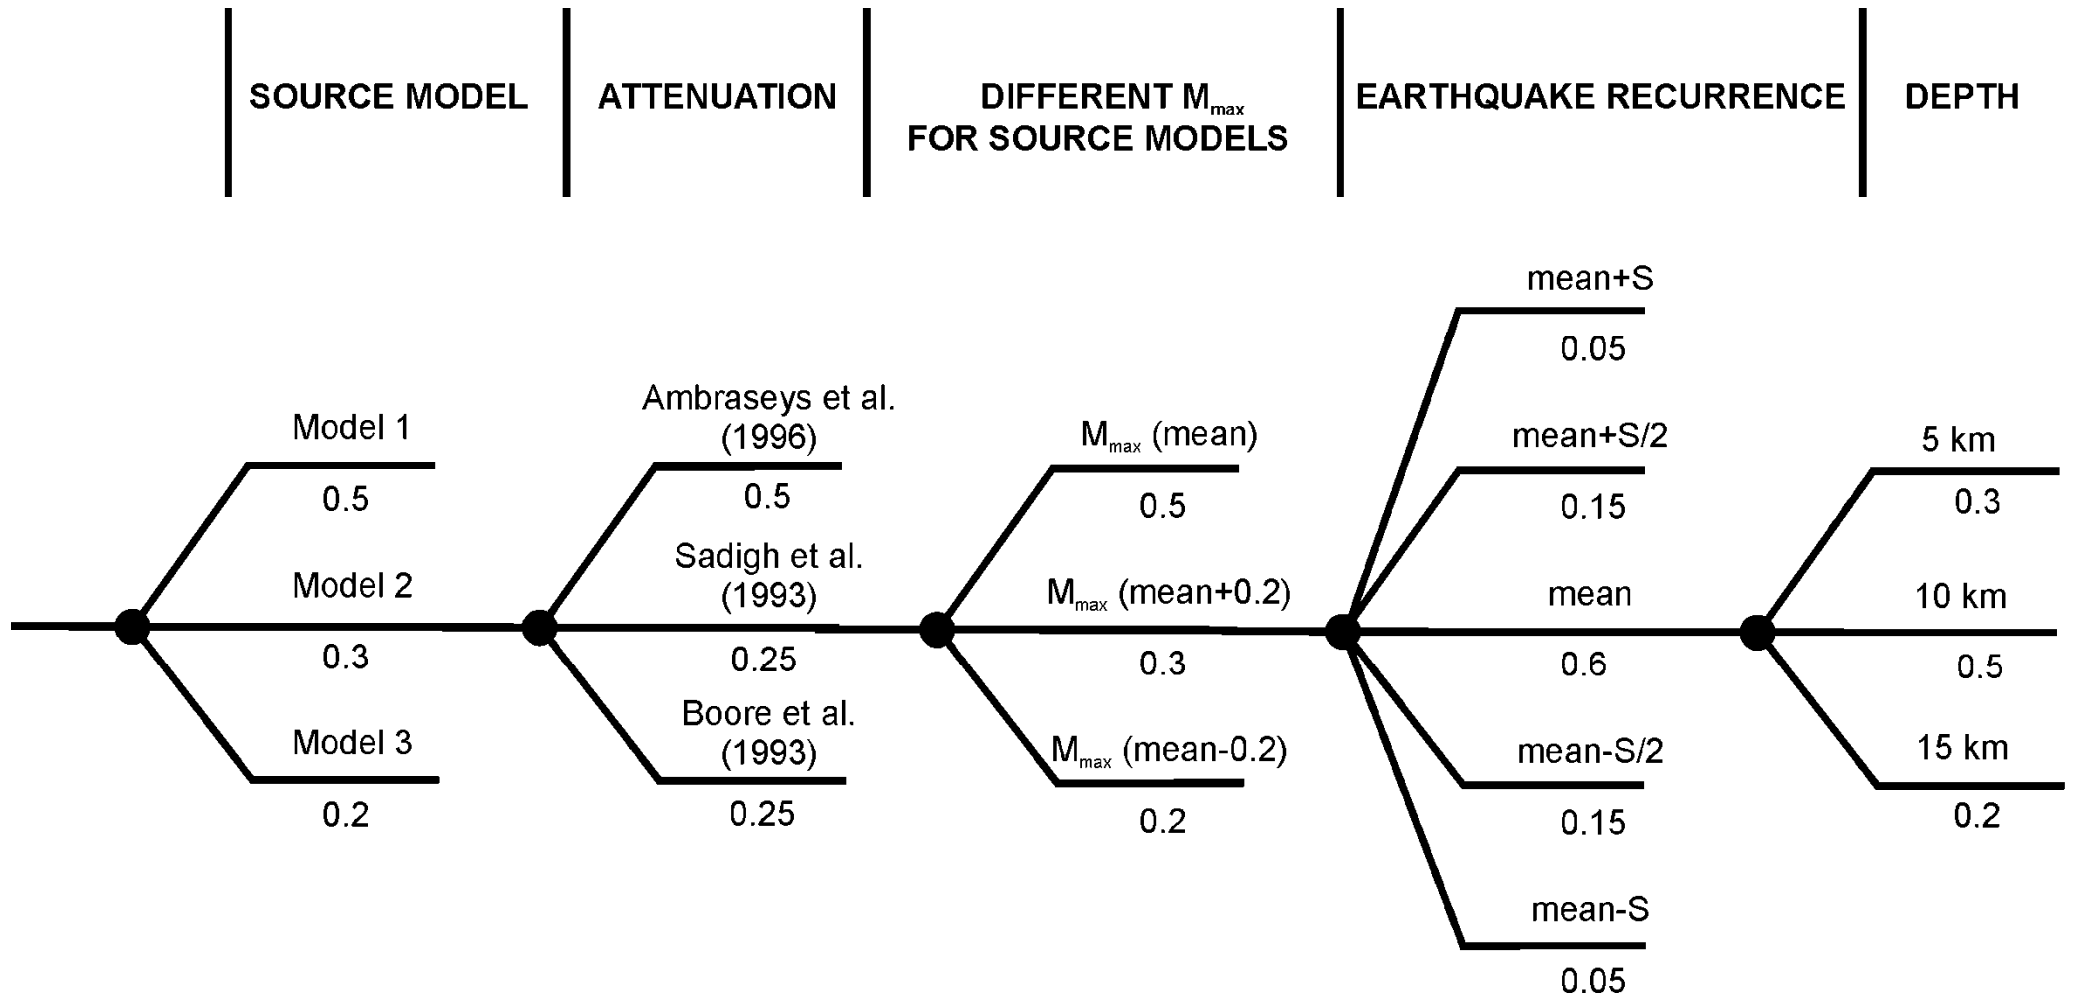 SOURCE MODEL
ATTENUATION
DIFFERENT Mmax
FOR SOURCE MODELS
EARTHQUAKE RECURRENCE
DEPTH
Model 1
0.5
Model 2
0.3
Model 3
0.2
Ambraseys et al.
(1996)
0.5
Sadigh et al.
(1993)
0.25
Boore et al.
(1993)
0.25
Mmax (mean)
0.5
Mmax (mean+0.2)
0.3
Mmax (mean-0.2)
0.2
mean+S
0.05
mean+S/2
0.15
mean
0.6
mean-S/2
0.15
mean-S
0.05
5 km
0.3
10 km
0.5
15 km
0.2